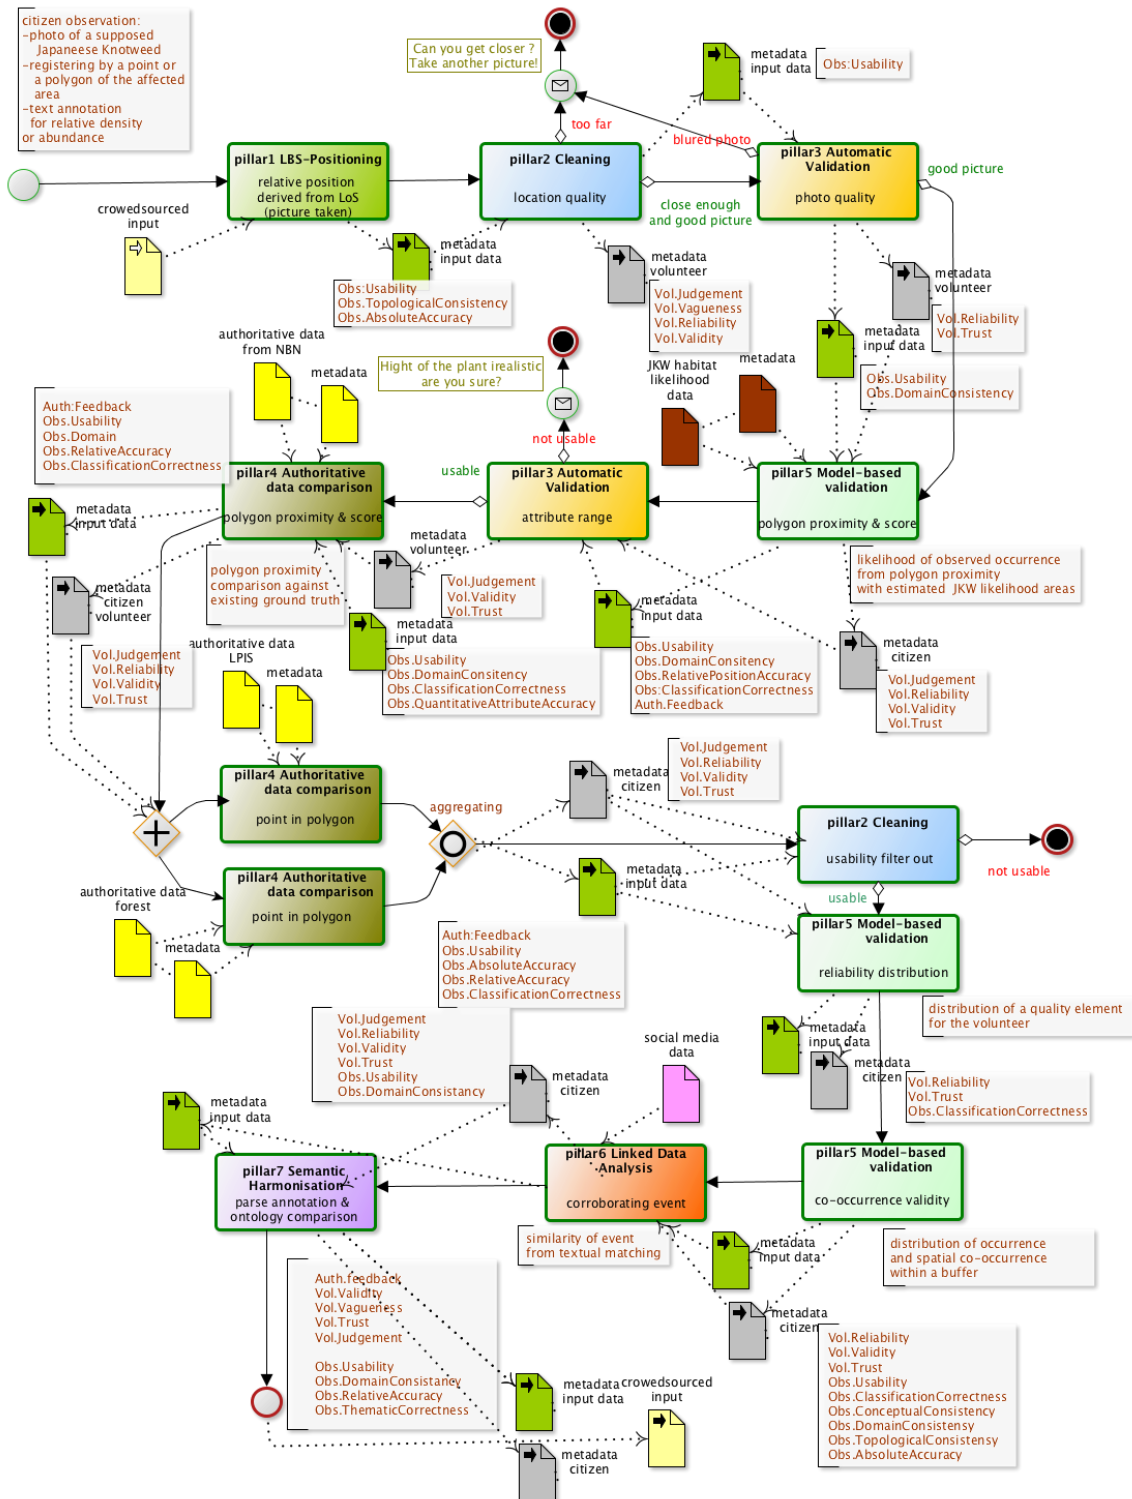 citizen observation:
-photo of a supposed
Japaneese Knotweed
-registering by a point or
a polygon of the affected
area
-text annotation
for relative density
or abundance
Can you get closer ?
Take another picture!
metadata
input data
Obs:Usability
too far
blured photo
pillar1 LBS-Positioning
relative position
derived from LoS
(picture taken)
pillar2 Cleaning
location quality
pillar3 Automatic
Validation
photo quality
good picture
close enough
and good picture
crowedsourced
input
metadata
input data
Obs:Usability
Obs.TopologicalConsistency
Obs.AbsoluteAccuracy
metadata
volunteer
Vol.Judgement
Vol.Vagueness
Vol.Reliability
Vol.Validity
metadata
volunteer
Vol.Reliability
Vol.Trust
metadata
input data
Obs.Usability
Obs.DomainConsistency
authoritative data
from NBN
metadata
Hight of the plant irealistic
are you sure?
JKW habitat
likelihood
data
metadata
Auth:Feedback
Obs.Usability
Obs.Domain
Obs.RelativeAccuracy
Obs.ClassificationCorrectness
not usable
usable
pillar4 Authoritative
data comparison
polygon proximity & score
pillar3 Automatic
Validation
attribute range
pillar5 Model-based
validation
polygon proximity & score
metadata
input data
metadata
citizen
volunteer
Vol.Judgement
Vol.Reliability
Vol.Validity
Vol.Trust
polygon proximity
comparison against
existing ground truth
metadata
volunteer
Vol.Judgement
Vol.Validity
Vol.Trust
metadata
input data
Obs.Usability
Obs.DomainConsitency
Obs.ClassificationCorrectness
Obs.QuantitativeAttributeAccuracy
metadata
input data
Obs.Usability
Obs.DomainConsitency
Obs.RelativePositionAccuracy
Obs:ClassificationCorrectness
Auth.Feedback
likelihood of observed occurrence
from polygon proximity
with estimated JKW likelihood areas
metadata
citizen
Vol.Judgement
Vol.Reliability
Vol.Validity
Vol.Trust
authoritative data
LPIS
metadata
pillar4 Authoritative
data comparison
point in polygon
aggregating
metadata
citizen
Vol.Judgement
Vol.Reliability
Vol.Validity
Vol.Trust
pillar2 Cleaning
usability filter out
not usable
usable
pillar4 Authoritative
data comparison
point in polygon
authoritative data
forest
metadata
metadata
input data
Auth:Feedback
Obs.Usability
Obs.AbsoluteAccuracy
Obs.RelativeAccuracy
Obs.ClassificationCorrectness
pillar5 Model-based
validation
reliability distribution
distribution of a quality element
for the volunteer
metadata
input data
metadata
citizen
Vol.Reliability
Vol.Trust
Obs.ClassificationCorrectness
Vol.Judgement
Vol.Reliability
Vol.Validity
Vol.Trust
Obs.Usability
Obs.DomainConsistancy
metadata
citizen
social media
data
metadata
input data
pillar7 Semantic
Harmonisation
parse annotation &
ontology comparison
pillar6 Linked Data
Analysis
corroborating event
pillar5 Model-based
validation
co-occurrence validity
similarity of event
from textual matching
metadata
input data
distribution of occurrence
and spatial co-occurrence
within a buffer
metadata
citizen
Vol.Reliability
Vol.Validity
Vol.Trust
Obs.Usability
Obs.ClassificationCorrectness
Obs.ConceptualConsistency
Obs.DomainConsistensy
Obs.TopologicalConsistensy
Obs.AbsoluteAccuracy
Auth.feedback
Vol.Validity
Vol.Vagueness
Vol.Trust
Vol.Judgement
Obs.Usability
Obs.DomainConsistancy
Obs.RelativeAccuracy
Obs.ThematicCorrectness
metadata
input data
crowedsourced
input
metadata
citizen